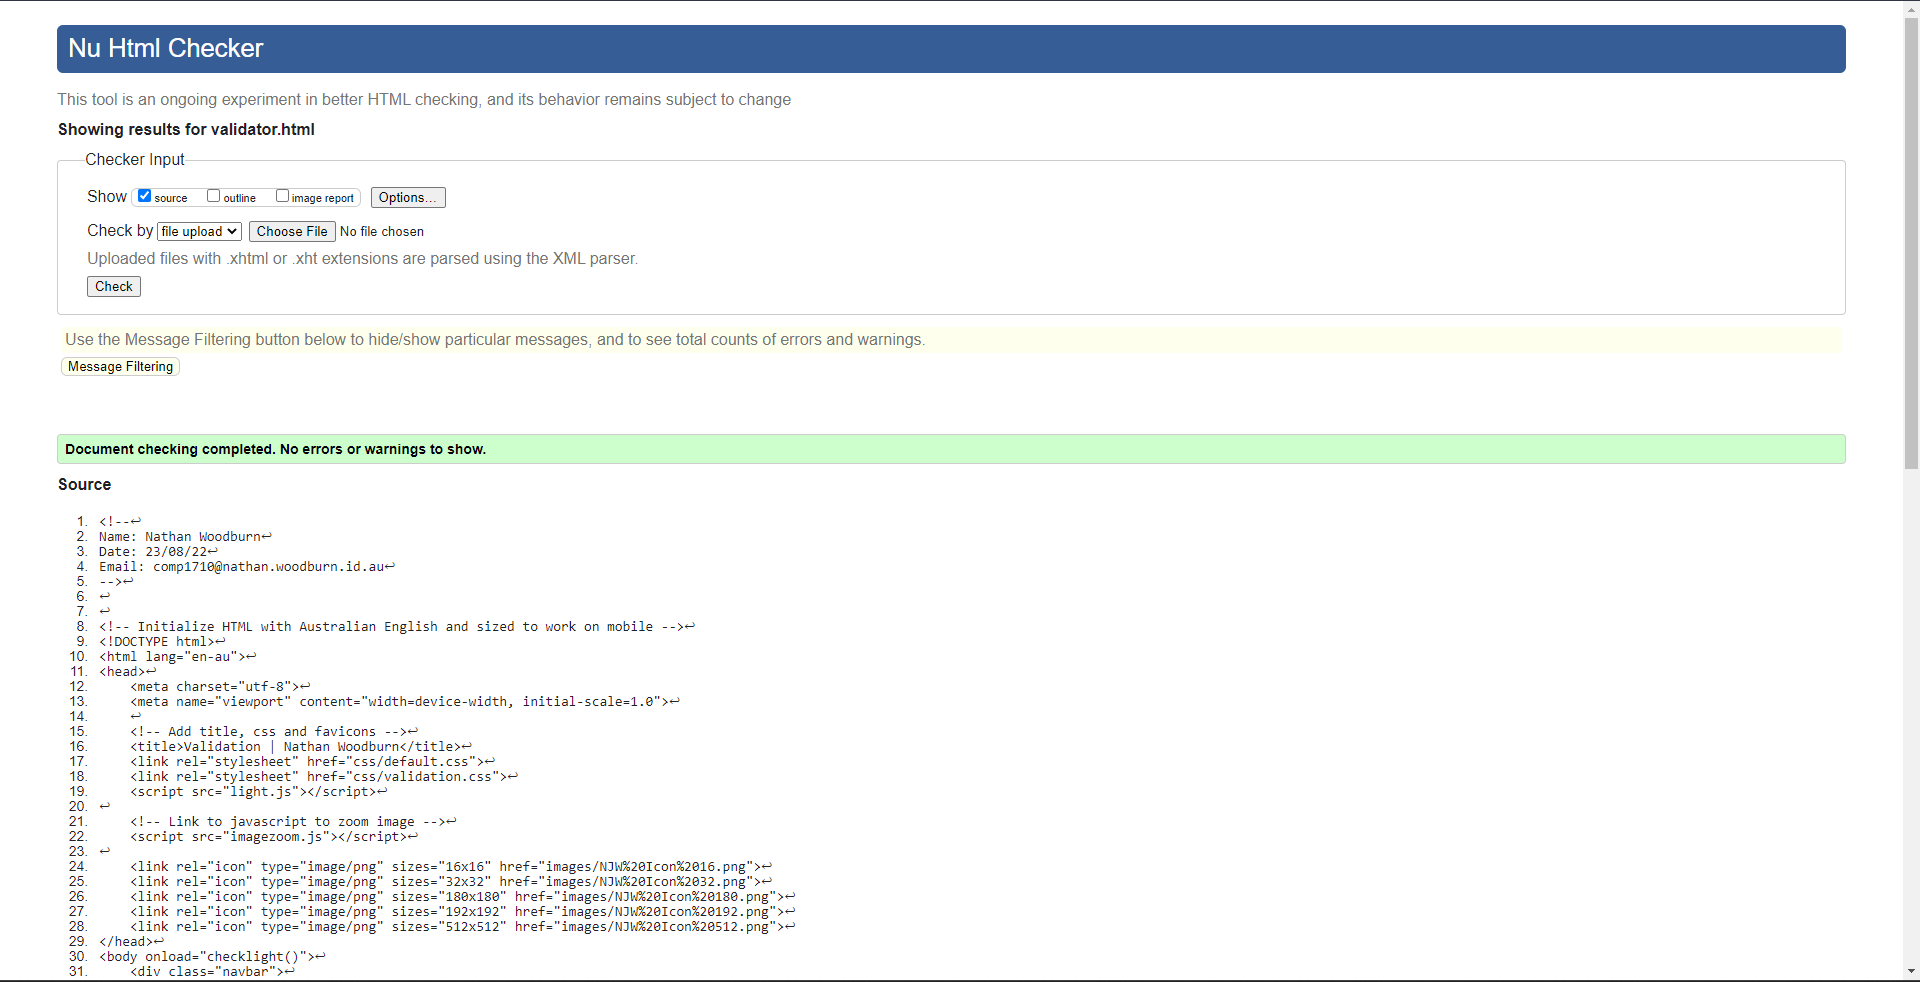 Nu Html Checker
This tool is an ongoing experiment in better HTML checking, and its behavior remains subject to change
Showing results for validator.html
Checker Input
Show source outline image report Options...
Check by file upload Choose File No file chosen
Uploaded files with .xhtml or .xht extensions are parsed using the XML parser.
Check
Use the Message Filtering button below to hide/show particular messages, and to see total counts of errors and warnings.
Message Filtering
Document checking completed. No errors or warnings to show.
Source
1. <!--↩
2. Name: Nathan Woodburn↩
3. Date: 23/08/22↩
4. Email: comp1710@nathan.woodburn.id.au↩
5. -->↩
6. ↩
7. ↩
8. <!-- Initialize HTML with Australian English and sized to work on mobile -->↩
9. <!DOCTYPE html>↩
10. <html lang="en-au">↩
11. <head>↩
12.     <meta charset="utf-8">↩
13.     <meta name="viewport" content="width=device-width, initial-scale=1.0">↩
14.     ↩
15.     <!-- Add title, css and favicons -->↩
16.     <title>Validation | Nathan Woodburn</title>↩
17.     <link rel="stylesheet" href="css/default.css">↩
18.     <link rel="stylesheet" href="css/validation.css">↩
19.     <script src="light.js"></script>↩
20. ↩
21.     <!-- Link to javascript to zoom image -->↩
22.     <script src="imagezoom.js"></script>↩
23. ↩
24.     <link rel="icon" type="image/png" sizes="16x16" href="images/NJW%20Icon%2016.png">↩
25.     <link rel="icon" type="image/png" sizes="32x32" href="images/NJW%20Icon%2032.png">↩
26.     <link rel="icon" type="image/png" sizes="180x180" href="images/NJW%20Icon%20180.png">↩
27.     <link rel="icon" type="image/png" sizes="192x192" href="images/NJW%20Icon%20192.png">↩
28.     <link rel="icon" type="image/png" sizes="512x512" href="images/NJW%20Icon%20512.png">↩
29. </head>↩
30. <body onload="checklight()">↩
31.     <div class="navbar">↩